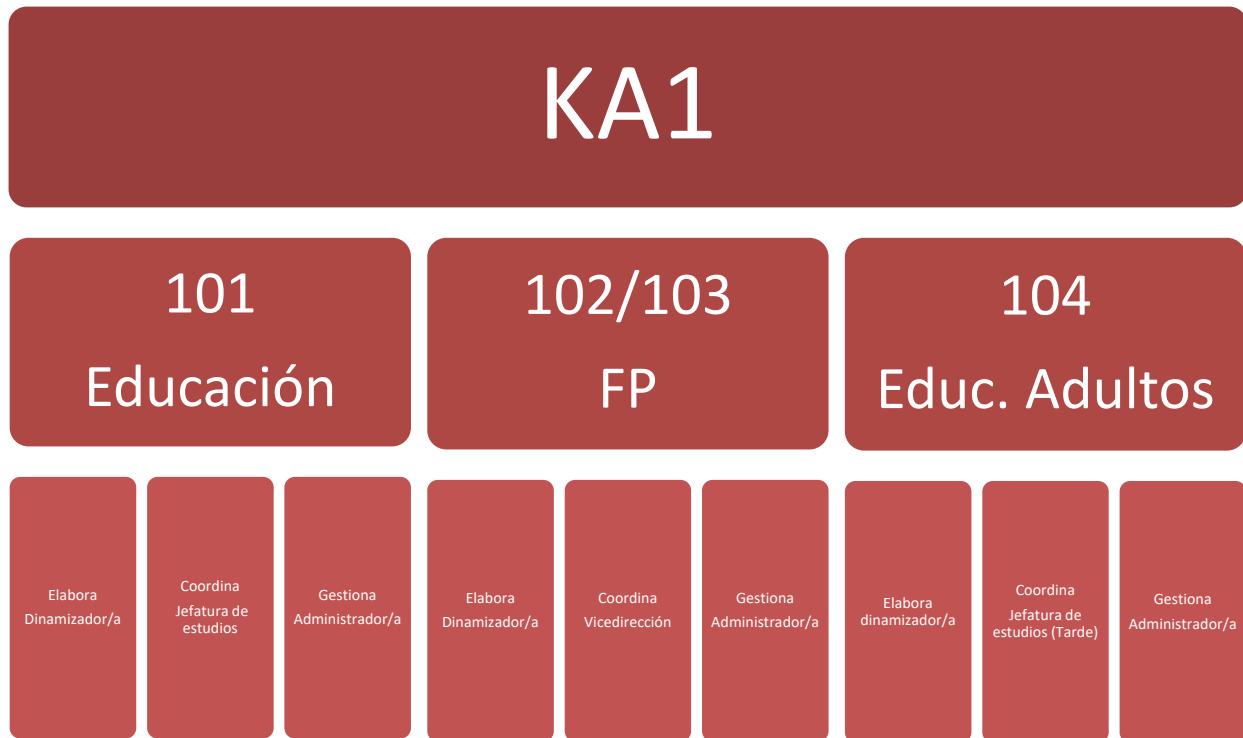 KA1
101
Educación
102/103
FP
104
Educ. Adultos
Elabora
Dinamizador/a
Coordina
Jefatura de
estudios
Gestiona
Administrador/a
Elabora
Dinamizador/a
Coordina
Vicedirección
Gestiona
Administrador/a
Elabora
dinamizador/a
Coordina
Jefatura de
estudios (Tarde)
Gestiona
Administrador/a